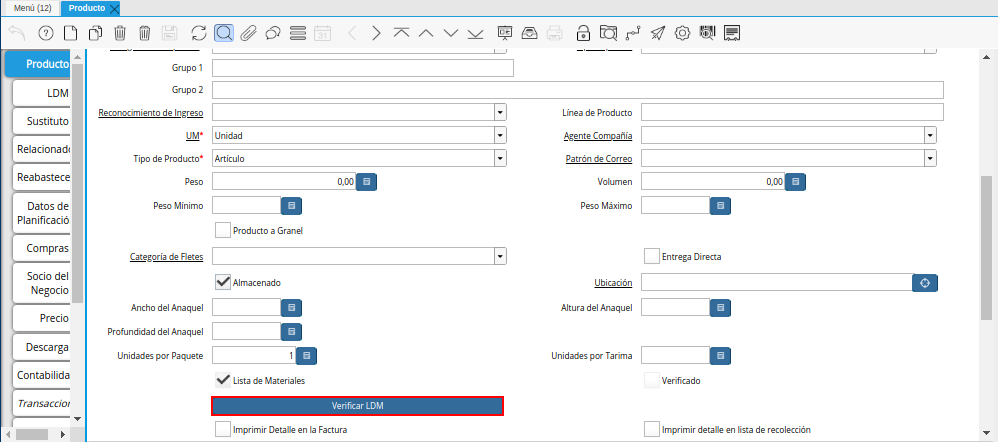 Menú (12) Producto
Producto
LDM
Sustituto
Relacionado
Reabastece
Datos de
Planificació
Compras
Socio del
Negocio
Precio
Descarga
Contabilida
Transaccion
Grupo 1
Grupo 2
Reconocimiento de Ingreso Línea de Producto
UM* Unidad Agente Compañía
Tipo de Producto* Artículo Patrón de Correo
Peso 0,00 Volumen 0,00
Peso Mínimo Peso Máximo
Producto a Granel
Categoría de Fletes Entrega Directa
Almacenado Ubicación
Ancho del Anaquel Altura del Anaquel
Profundidad del Anaquel
Unidades por Paquete 1 Unidades por Tarima
Lista de Materiales Verificado
Verificar LDM
Imprimir Detalle en la Factura Imprimir detalle en lista de recolección